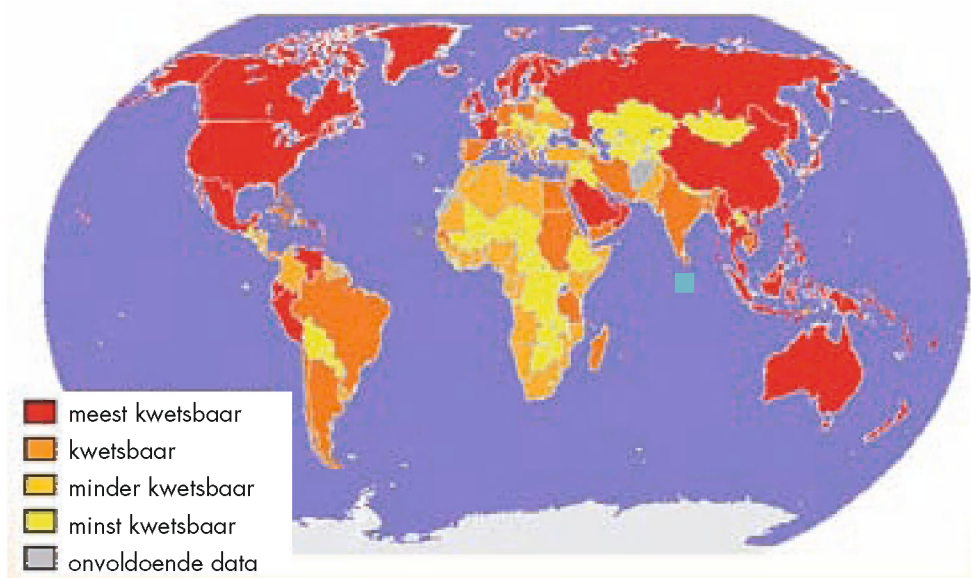 meest kwetsbaar
kwetsbaar
minder kwetsbaar
minst kwetsbaar
onvoldoende data